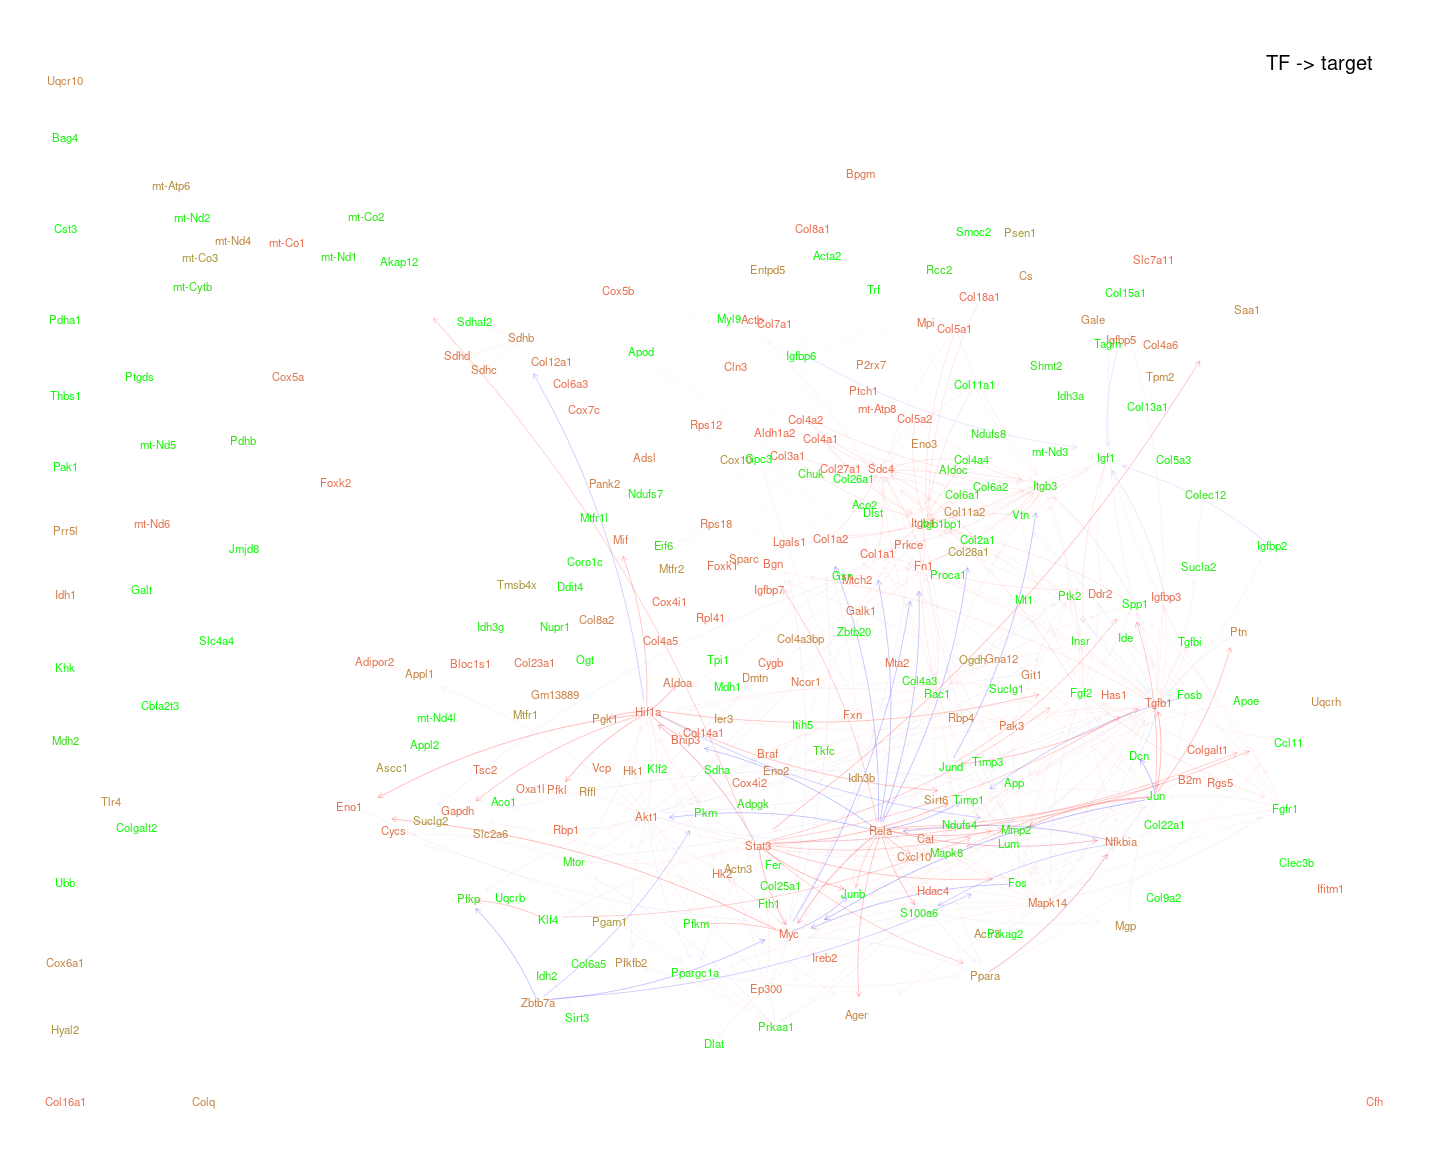 TF -> target
Uqcr10
Bag4
Bpgm
mt-Atp6
mt-Nd2
mt-Co2
Cst3
Col8a1
Smoc2
Psen1
mt-Nd4
mt-Co1
mt-Co3
mt-Nd1
Akap12
Acta2
Entpd5
Rcc2
Cs
Slc7a11
mt-Cytb
Cox5b
Trf
Col18a1
Col15a1
Saa1
Pdha1
Sdhaf2
Myl9
Actb
Col7a1
Mpi
Col5a1
Gale
Sdhb
Igfbp5
Tagln
Col4a6
Sdhd
Apod
Igfbp6
Col12a1
Sdhc
Cln3
P2rx7
Shmt2
Ptgds
Cox5a
Col6a3
Tpm2
Col11a1
Ptch1
Thbs1
Idh3a
Cox7c
mt-Atp8
Col13a1
Rps12
Col4a2
Col5a2
Aldh1a2
Col4a1
Ndufs8
mt-Nd5
Pdhb
Eno3
mt-Nd3
Adsl
Gpc3
Col3a1
Col4a4
Igf1
Col5a3
Pak1
Col27a1
Sdc4
Aldoc
Chuk
Col26a1
Foxk2
Pank2
Ndufs7
Col6a1
Col6a2
Itgb3
Colec12
Aco2
Dlst
Col11a2
Vtn
Mtfr1l
Prr5l
mt-Nd6
Rps18
Itgb1bp1
Mif
Eif6
Lgals1
Col1a2
Prkce
Col2a1
Jmjd8
Igfbp2
Coro1c
Mtfr2
Sparc
Foxk1
Bgn
Col1a1
Col28a1
Fn1
Sucla2
Galt
Tmsb4x
Ddit4
Igfbp7
Gsn
Mtch2
Proca1
Idh1
Cox4i1
Mt1
Ptk2
Ddr2
Igfbp3
Spp1
Galk1
Rpl41
Col8a2
Idh3g
Nupr1
Zbtb20
Ptn
Slc4a4
Col4a5
Col4a3bp
Insr
Ide
Tgfbi
Khk
Adipor2
Bloc1s1
Col23a1
Ogt
Tpi1
Cygb
Mta2
Ogdh
Gna12
Appl1
Dmtn
Ncor1
Col4a3
Git1
Aldoa
Mdh1
Rac1
Suclg1
Gm13889
Fgf2
Has1
Fosb
Cbfa2t3
Tgfb1
Apoe
Uqcrh
Hif1a
Mtfr1
mt-Nd4l
Pgk1
Ier3
Itih5
Fxn
Rbp4
Pak3
Mdh2
Col14a1
Bnip3
Appl2
Tkfc
Braf
Ccl11
Colgalt1
Dcn
Ascc1
Tsc2
Vcp
Hk1
Klf2
Sdha
Eno2
Idh3b
Jund
Timp3
App
Cox4i2
B2m
Rgs5
Oxa1l
Pfkl
Rffl
Jun
Tlr4
Aco1
Adpgk
Sirt6
Timp1
Eno1
Gapdh
Akt1
Pkm
Fgfr1
Colgalt2
Suclg2
Cycs
Slc2a6
Rbp1
Rela
Ndufs4
Mmp2
Col22a1
Stat3
Cat
Lum
Nfkbia
Mtor
Fer
Actn3
Cxcl10
Mapk8
Clec3b
Hk2
Ubb
Col25a1
Hdac4
Fos
Ifitm1
Pfkp
Uqcrb
Fth1
Junb
Mapk14
Col9a2
Klf4
Pgam1
Pfkm
S100a6
Mgp
Myc
Prkag2
Cox6a1
Col6a5
Pfkfb2
Ireb2
Idh2
Ppargc1a
Ppara
Ep300
Zbtb7a
Ager
Sirt3
Prkaa1
Hyal2
Dlat
Col16a1
Colq
Cfh